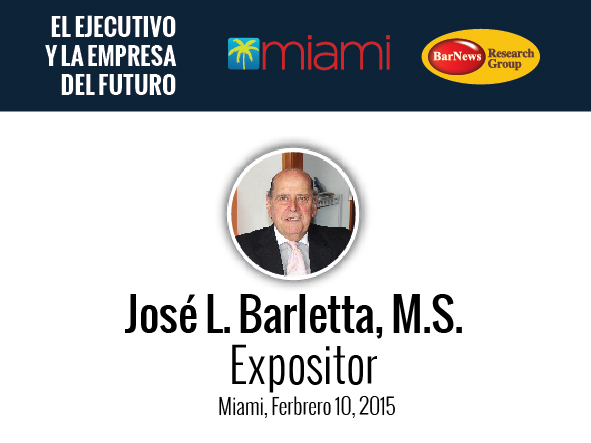 EL EJECUTIVO
Y LA EMPRESA
DEL FUTURO
miami
BarNews
Research
Group
José L. Barletta, M.S.
Expositor
Miami, Ferbrero 10, 2015